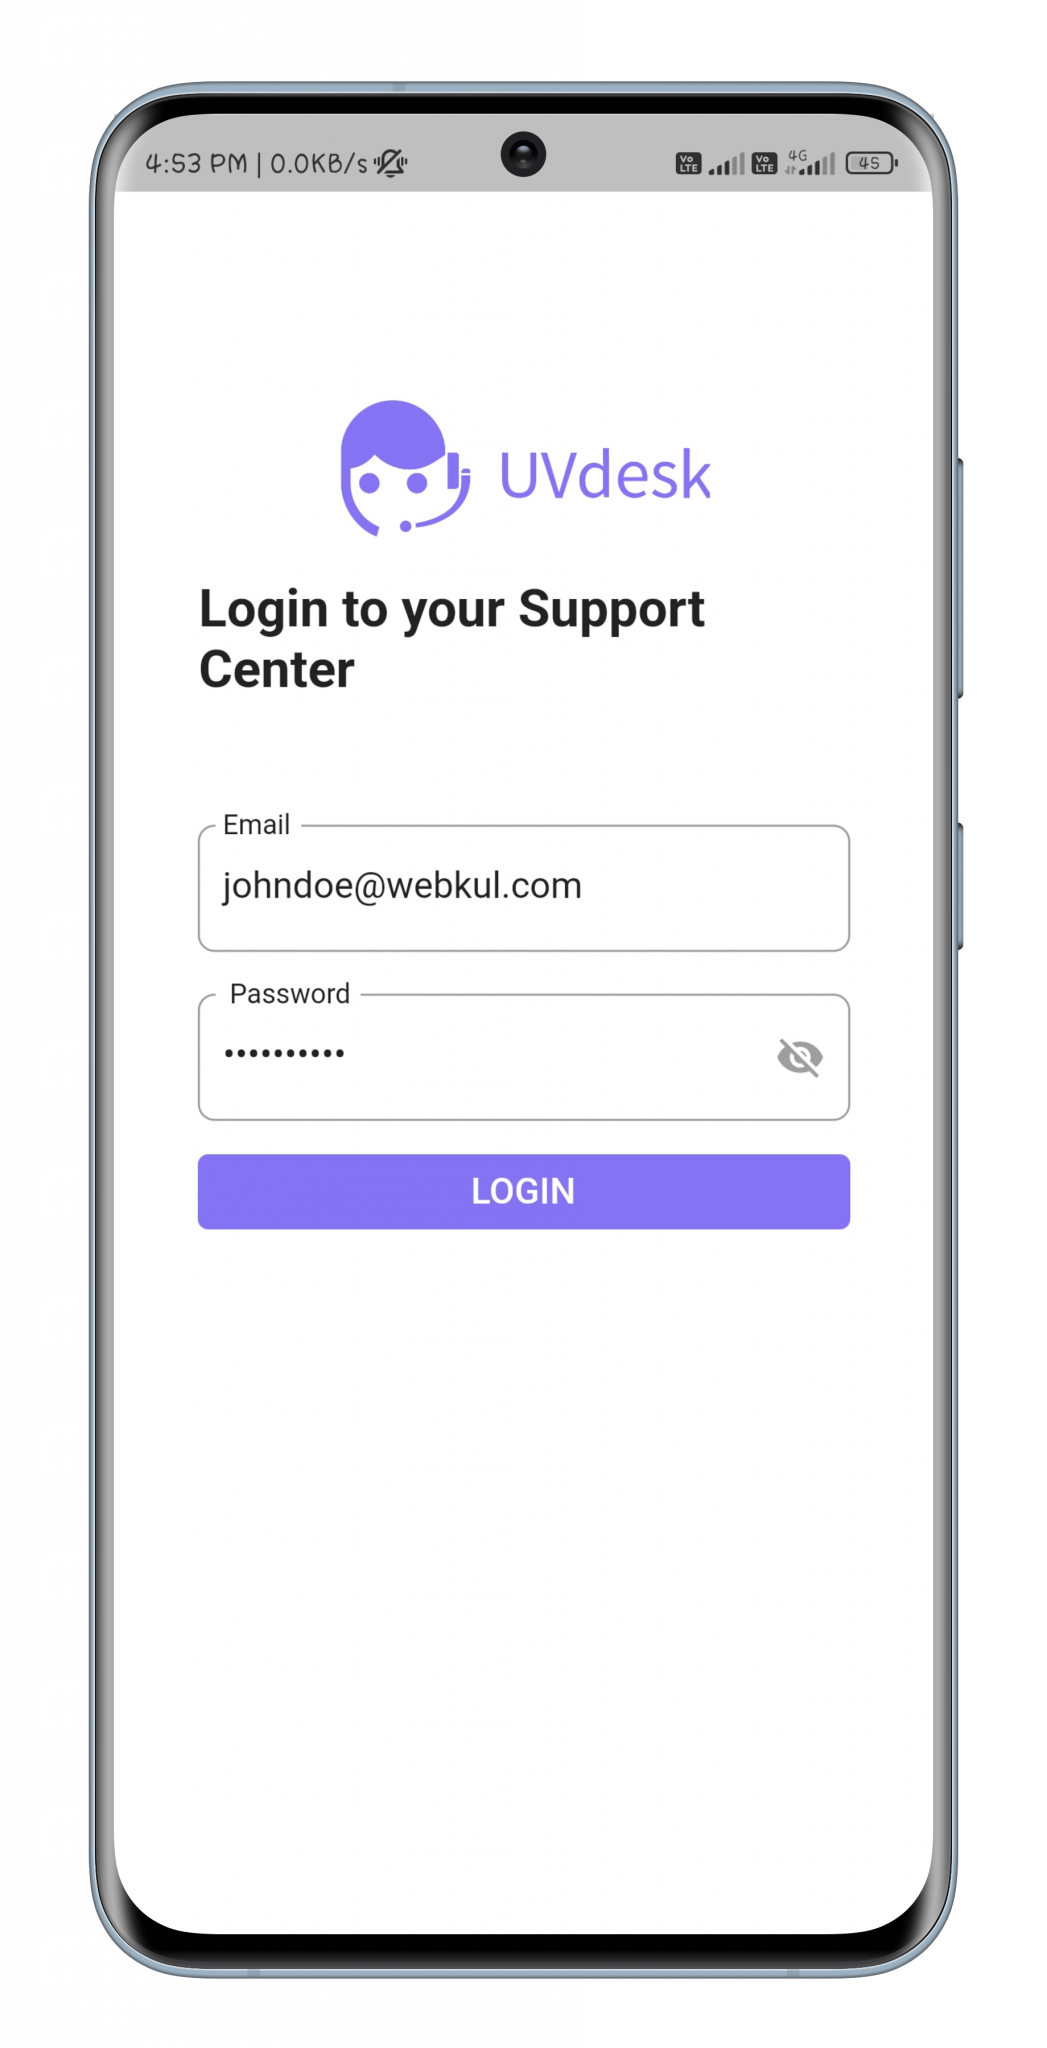 4:53 PM | 0.0KB/s
Vo LTE Vo LTE 4G 45
UVdesk
Login to your Support
Center
Email
johndoe@webkul.com
Password
••••••••••
LOGIN